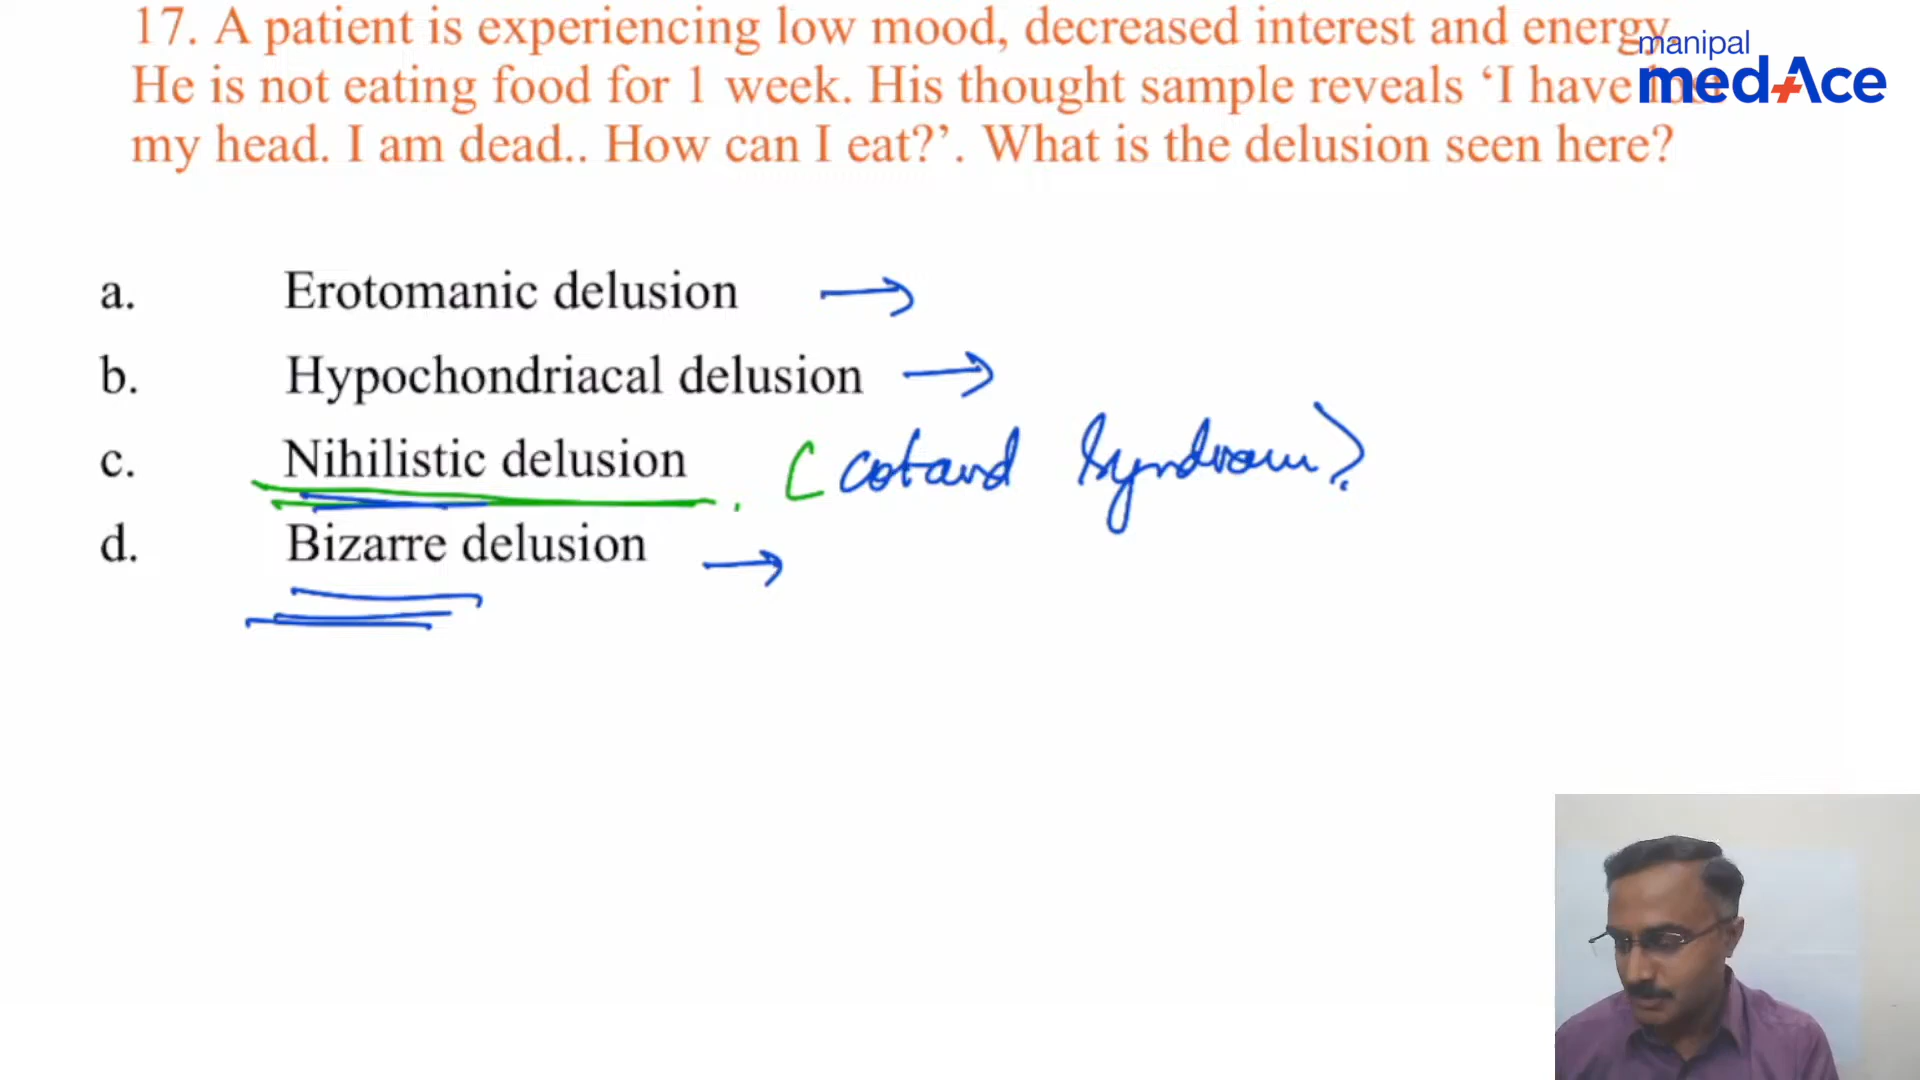 17. A patient is experiencing low mood, decreased interest and energy.
manipal
He is not eating food for 1 week. His thought sample reveals ‘I have lost
medAce
my head. I am dead.. How can I eat?’. What is the delusion seen here?
a. Erotomanic delusion
b. Hypochondriacal delusion
c. Nihilistic delusion (cotard Syndrom)
d. Bizarre delusion